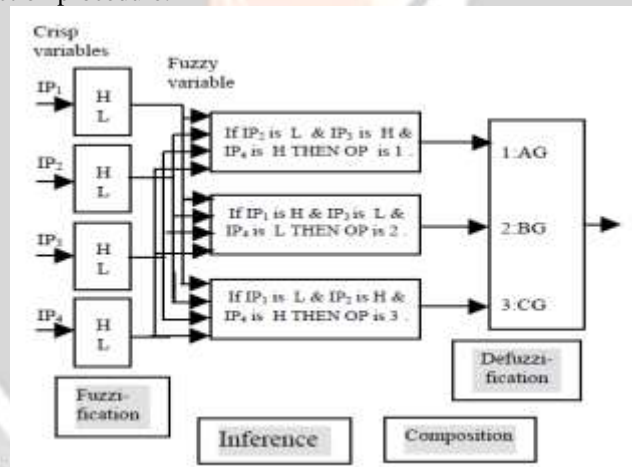 Crisp
variables
Fuzzy
variable
IP₁
H
L
IP₂
H
L
IP₃
H
L
IP₄
H
L
If IP₂ is L & IP₃ is H &
IP₄ is H THEN OP is 1 .
If IP₁ is H & IP₃ is L &
IP₄ is L THEN OP is 2 .
If IP₃ is L & IP₂ is H &
IP₄ is H THEN OP is 3 .
1:AG
2:BG
3:CG
Fuzzi-
fication
Inference
Composition
Defuzzi-
fication